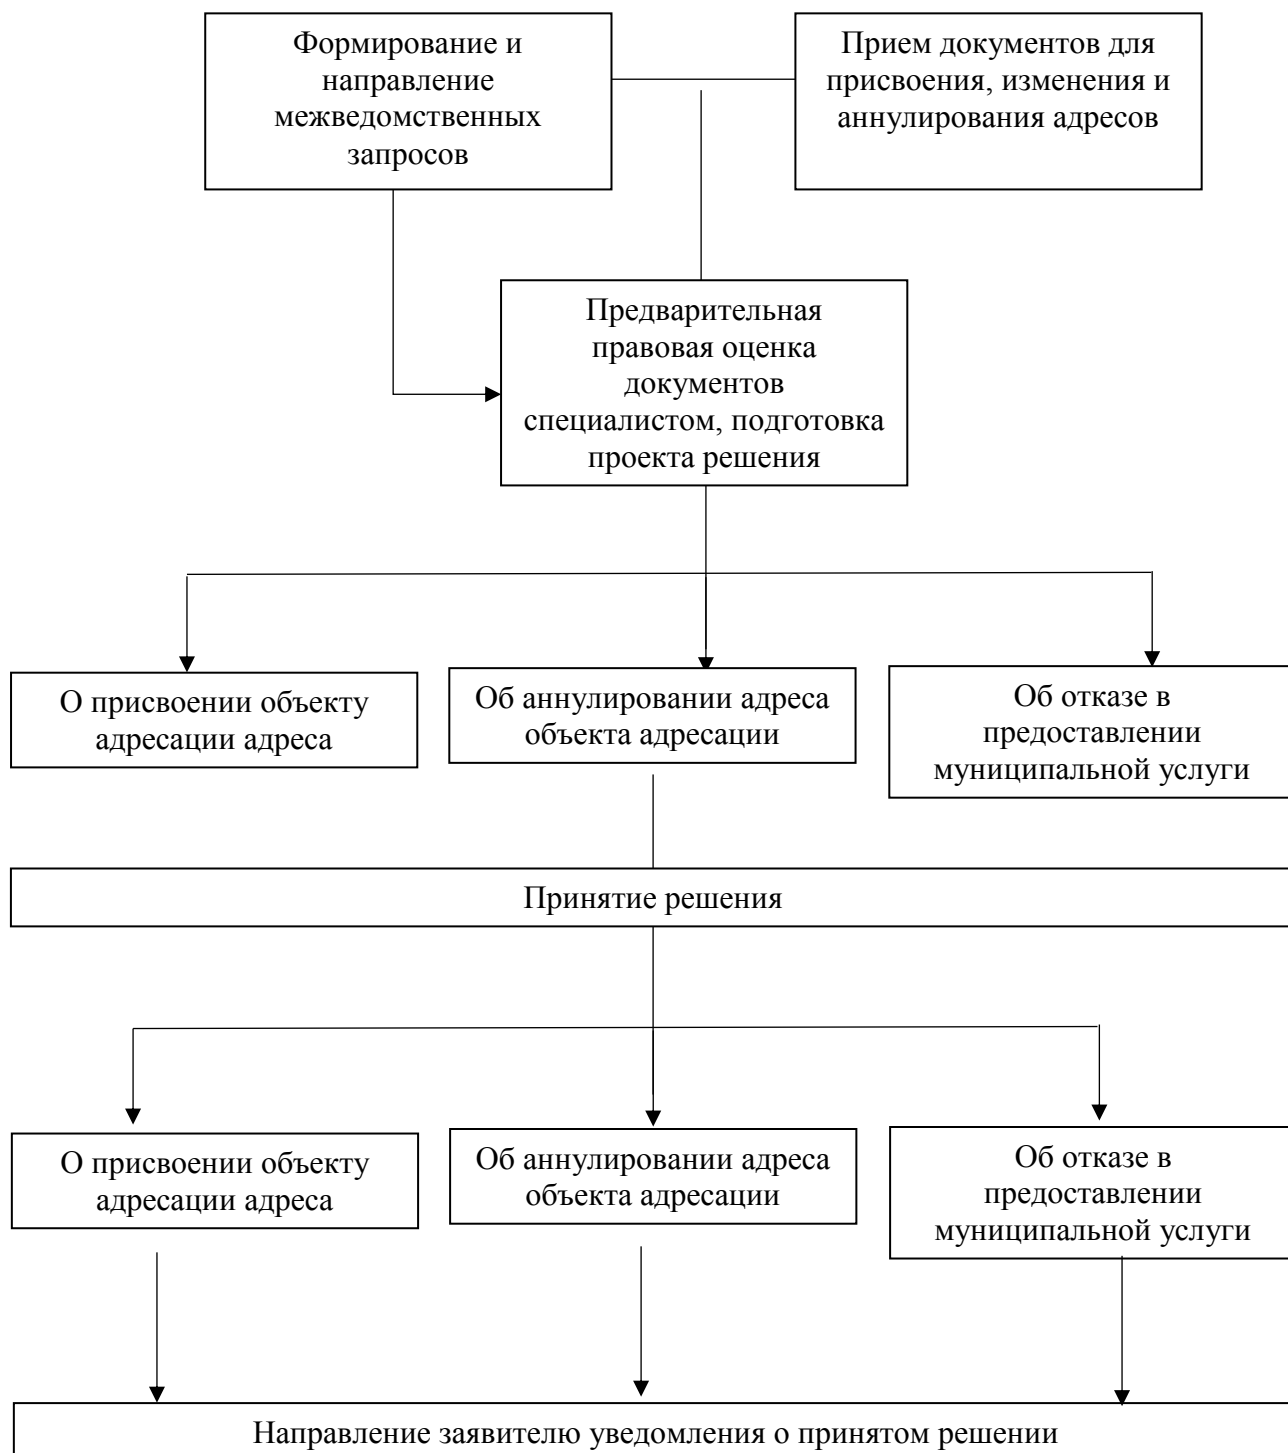 Формирование и
направление
межведомственных
запросов
Прием документов для
присвоения, изменения и
аннулирования адресов
Предварительная
правовая оценка
документов
специалистом, подготовка
проекта решения
О присвоении объекту
адресации адреса
Об аннулировании адреса
объекта адресации
Об отказе в
предоставлении
муниципальной услуги
Принятие решения
О присвоении объекту
адресации адреса
Об аннулировании адреса
объекта адресации
Об отказе в
предоставлении
муниципальной услуги
Направление заявителю уведомления о принятом решении